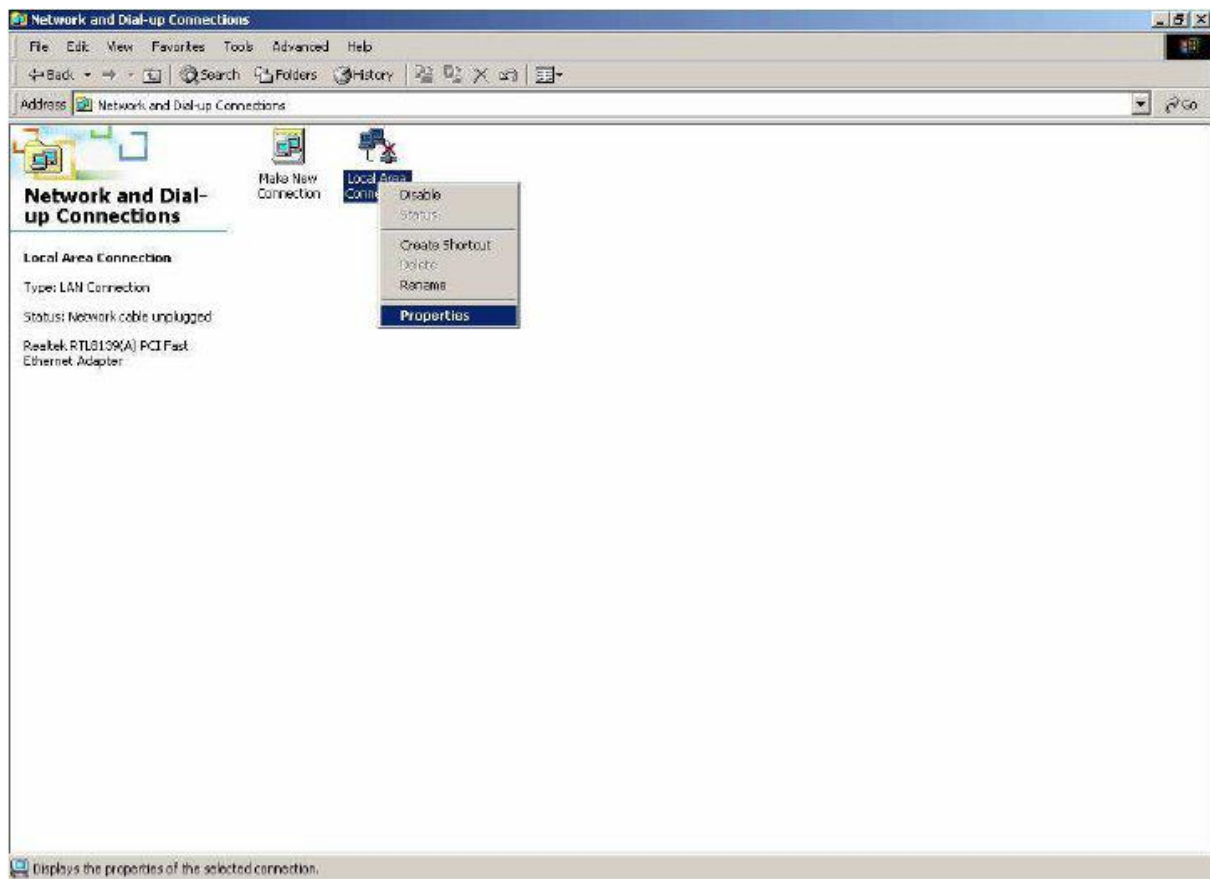 Network and Dial-up Connections
File Edit View Favorites Tools Advanced Help
Back Search Folders History
Address Network and Dial-up Connections Go
Make New Connection
Local Area
Network and Dial-
up Connections
Local Area Connection
Type: LAN Connection
Status: Network cable unplugged
Realtek RTL8139(A) PCI Fast
Ethernet Adapter
Disable
Status
Create Shortcut
Delete
Rename
Properties
Displays the properties of the selected connection.